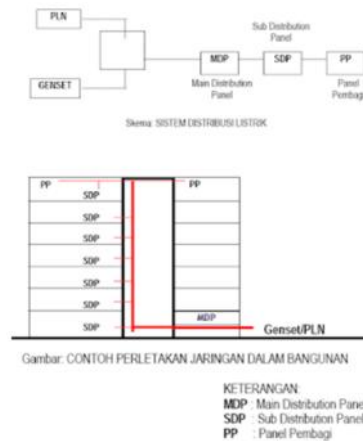 PLN
Sub Distribution
Panel
MDP
SDP
PP
Main Distribution
Panel
Panel
Pembagi
GENSET
Skema: SISTEM DISTRIBUSI LISTRIK
PP
PP
SDP
SDP
SDP
SDP
SDP
SDP
MDP
SDP
Genset/PLN
Gambar: CONTOH PERLETAKAN JARINGAN DALAM BANGUNAN
KETERANGAN:
MDP : Main Distribution Pane
SDP : Sub Distribution Panel
PP : Panel Pembagi